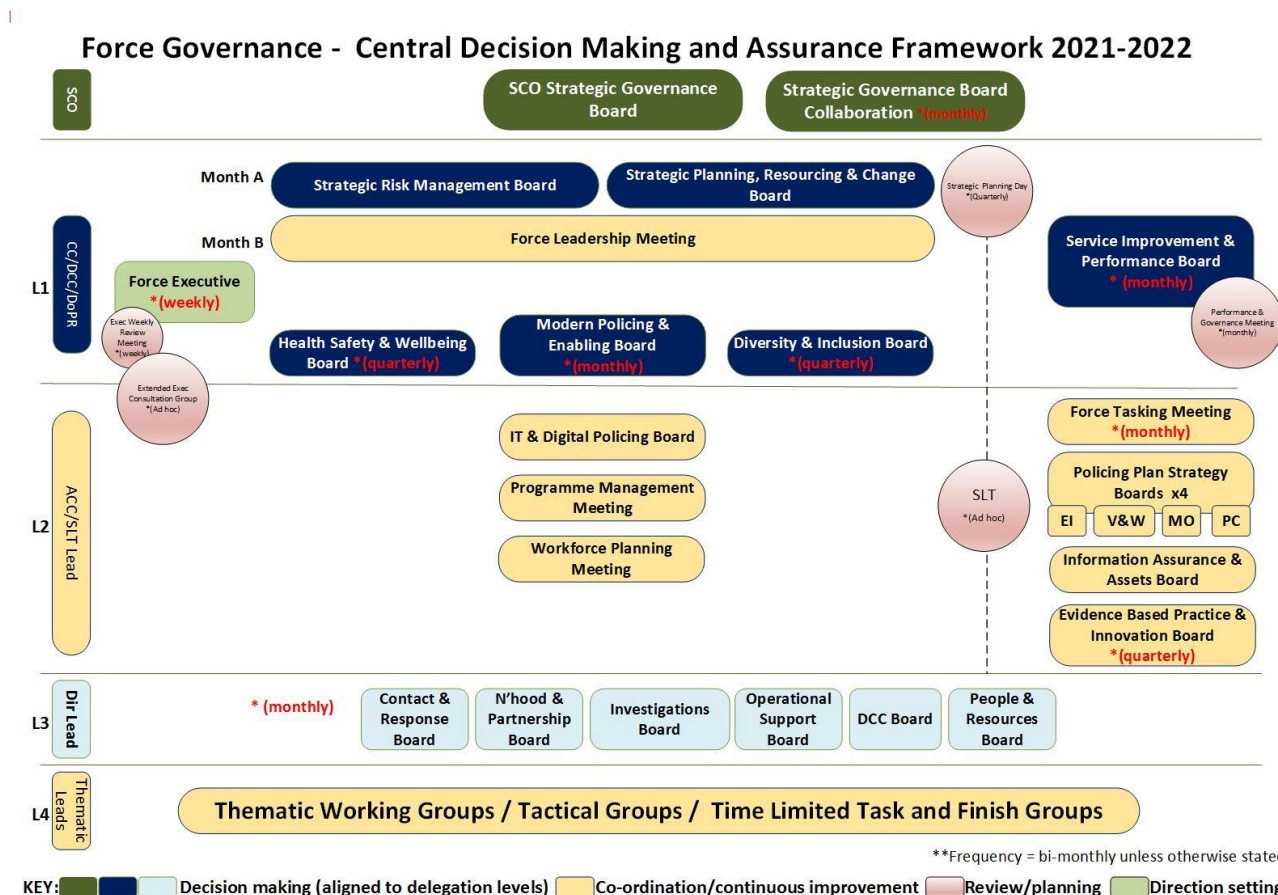 Force Governance - Central Decision Making and Assurance Framework 2021-2022
SCO
SCO Strategic Governance
Board
Strategic Governance Board
Collaboration *(monthly)
L1
CC/DCC/DoPR
Month A
Strategic Risk Management Board
Strategic Planning, Resourcing & Change
Board
Strategic Planning Day
*(Quarterly)
Month B
Force Leadership Meeting
Service Improvement &
Performance Board
* (monthly)
Performance &
Governance Meeting
*(monthly)
Force Executive
*(weekly)
Exec Weekly
Review
Meeting
*(weekly)
Extended Exec
Consultation Group
*(Ad hoc)
Health Safety & Wellbeing
Board *(quarterly)
Modern Policing &
Enabling Board
*(monthly)
Diversity & Inclusion Board
*(quarterly)
L2
ACC/SLT Lead
IT & Digital Policing Board
Programme Management
Meeting
Workforce Planning
Meeting
SLT
*(Ad hoc)
Force Tasking Meeting
*(monthly)
Policing Plan Strategy
Boards x4
EI
V&W
MO
PC
Information Assurance &
Assets Board
Evidence Based Practice &
Innovation Board
*(quarterly)
L3
Dir Lead
* (monthly)
Contact &
Response
Board
N'hood &
Partnership
Board
Investigations
Board
Operational
Support
Board
DCC Board
People &
Resources
Board
L4
Thematic
Leads
Thematic Working Groups / Tactical Groups / Time Limited Task and Finish Groups
**Frequency = bi-monthly unless otherwise stated
KEY:
Decision making (aligned to delegation levels)
Co-ordination/continuous improvement
Review/planning
Direction setting